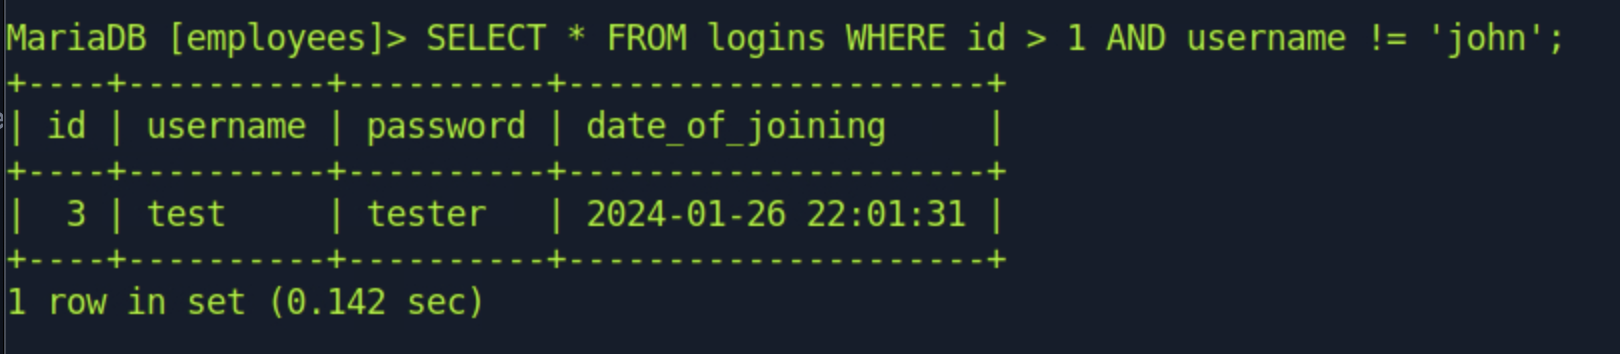 MariaDB [employees]> SELECT * FROM logins WHERE id > 1 AND username != 'john';
+----+----------+----------+---------------------+
| id | username | password | date_of_joining     |
+----+----------+----------+---------------------+
|  3 | test     | tester   | 2024-01-26 22:01:31 |
+----+----------+----------+---------------------+
1 row in set (0.142 sec)